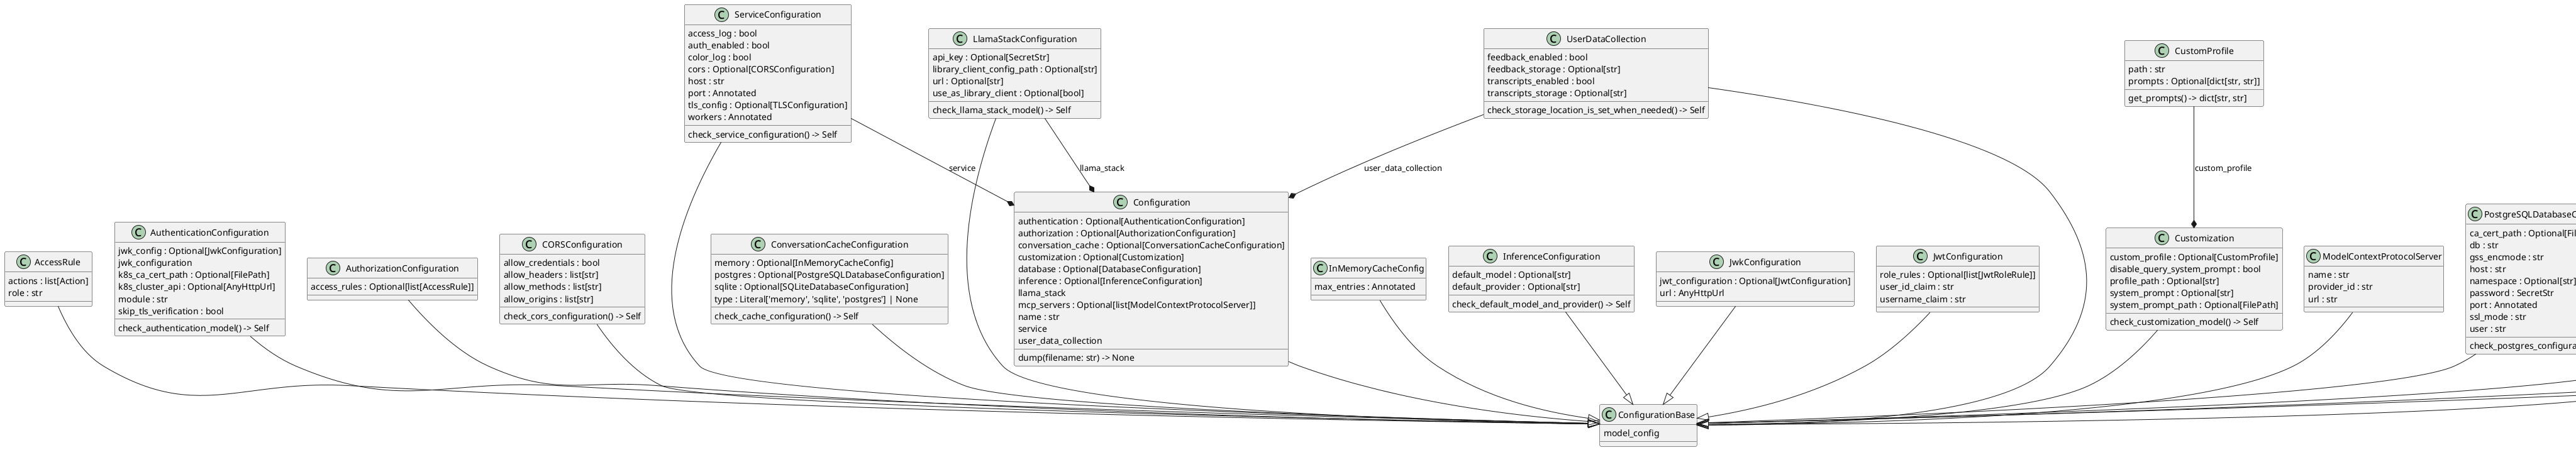 ServiceConfiguration
access_log : bool
auth_enabled : bool
color_log : bool
cors : Optional[CORSConfiguration]
host : str
port : Annotated
tls_config : Optional[TLSConfiguration]
workers : Annotated
check_service_configuration() -> Self
LlamaStackConfiguration
api_key : Optional[SecretStr]
library_client_config_path : Optional[str]
url : Optional[str]
use_as_library_client : Optional[bool]
check_llama_stack_model() -> Self
UserDataCollection
feedback_enabled : bool
feedback_storage : Optional[str]
transcripts_enabled : bool
transcripts_storage : Optional[str]
check_storage_location_is_set_when_needed() -> Self
CustomProfile
path : str
prompts : Optional[dict[str, str]]
get_prompts() -> dict[str, str]
service
llama_stack
user_data_collection
custom_profile
AccessRule
actions : list[Action]
role : str
AuthenticationConfiguration
jwk_config : Optional[JwkConfiguration]
jwk_configuration
k8s_ca_cert_path : Optional[FilePath]
k8s_cluster_api : Optional[AnyHttpUrl]
module : str
skip_tls_verification : bool
check_authentication_model() -> Self
AuthorizationConfiguration
access_rules : Optional[list[AccessRule]]
CORSConfiguration
allow_credentials : bool
allow_headers : list[str]
allow_methods : list[str]
allow_origins : list[str]
check_cors_configuration() -> Self
ConversationCacheConfiguration
memory : Optional[InMemoryCacheConfig]
postgres : Optional[PostgreSQLDatabaseConfiguration]
sqlite : Optional[SQLiteDatabaseConfiguration]
type : Literal['memory', 'sqlite', 'postgres'] | None
check_cache_configuration() -> Self
Configuration
authentication : Optional[AuthenticationConfiguration]
authorization : Optional[AuthorizationConfiguration]
conversation_cache : Optional[ConversationCacheConfiguration]
customization : Optional[Customization]
database : Optional[DatabaseConfiguration]
inference : Optional[InferenceConfiguration]
llama_stack
mcp_servers : Optional[list[ModelContextProtocolServer]]
name : str
service
user_data_collection
dump(filename: str) -> None
InMemoryCacheConfig
max_entries : Annotated
InferenceConfiguration
default_model : Optional[str]
default_provider : Optional[str]
check_default_model_and_provider() -> Self
JwkConfiguration
jwt_configuration : Optional[JwtConfiguration]
url : AnyHttpUrl
JwtConfiguration
role_rules : Optional[list[JwtRoleRule]]
user_id_claim : str
username_claim : str
Customization
custom_profile : Optional[CustomProfile]
disable_query_system_prompt : bool
profile_path : Optional[str]
system_prompt : Optional[str]
system_prompt_path : Optional[FilePath]
check_customization_model() -> Self
ModelContextProtocolServer
name : str
provider_id : str
url : str
PostgreSQLDatabaseC
ca_cert_path : Optional[Fil
db : str
gss_encmode : str
host : str
namespace : Optional[str]
password : SecretStr
port : Annotated
ssl_mode : str
user : str
check_postgres_configura
ConfigurationBase
model_config